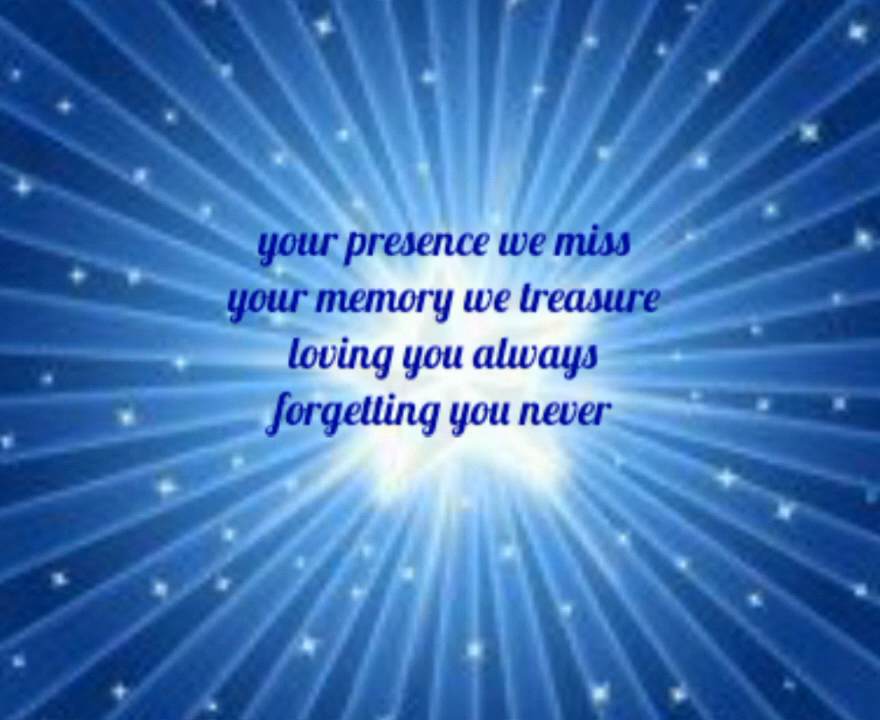 your presence we miss
your memory we treasure
loving you always
forgetting you never